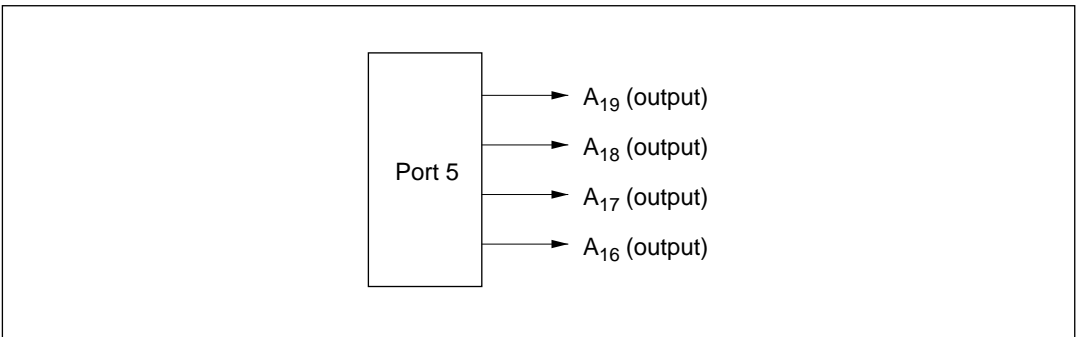 A₁₉ (output)
A₁₈ (output)
Port 5
A₁₇ (output)
A₁₆ (output)